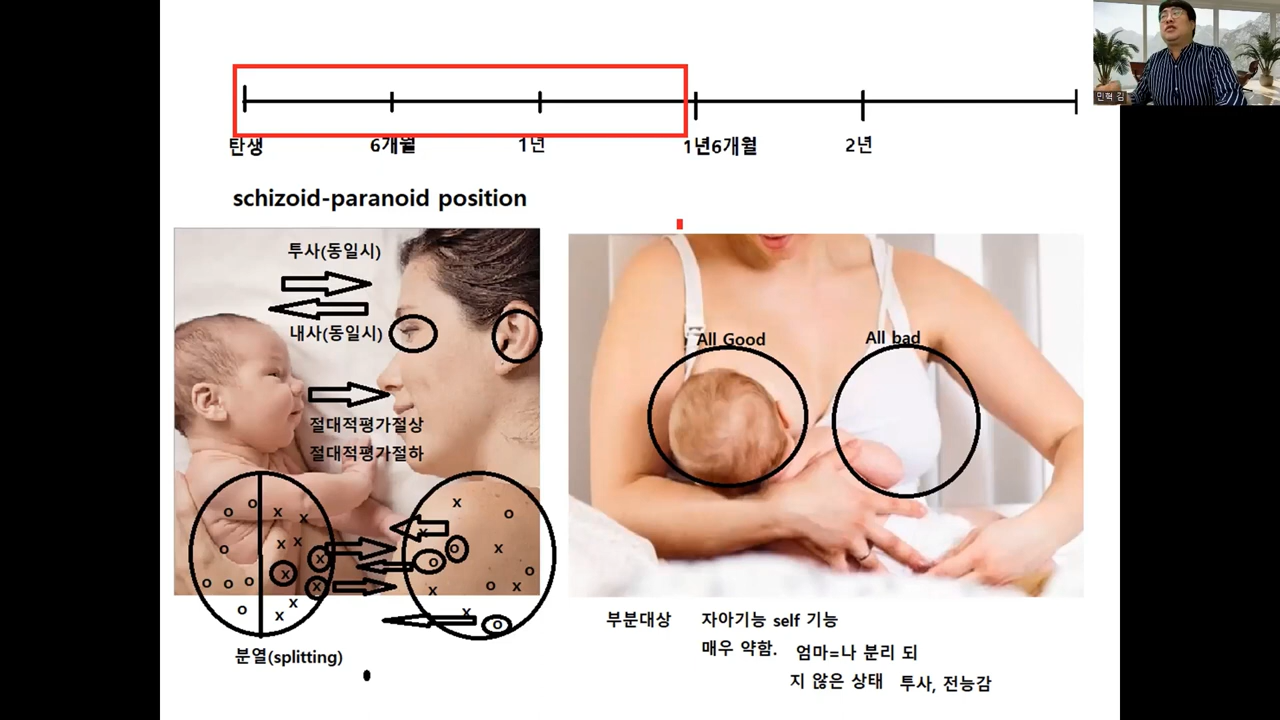 민혁 김
탄생 6개월 1년 1년6개월 2년
schizoid-paranoid position
투사(동일시)
내사(동일시)
절대적평가절상
절대적평가절하
All Good All bad
o o x x x o
o x x x o o x
o o o x x x o x
o x x x o
분열(splitting)
부분대상 자아기능 self 기능
매우 약함. 엄마=나 분리 되
지 않은 상태 투사, 전능감